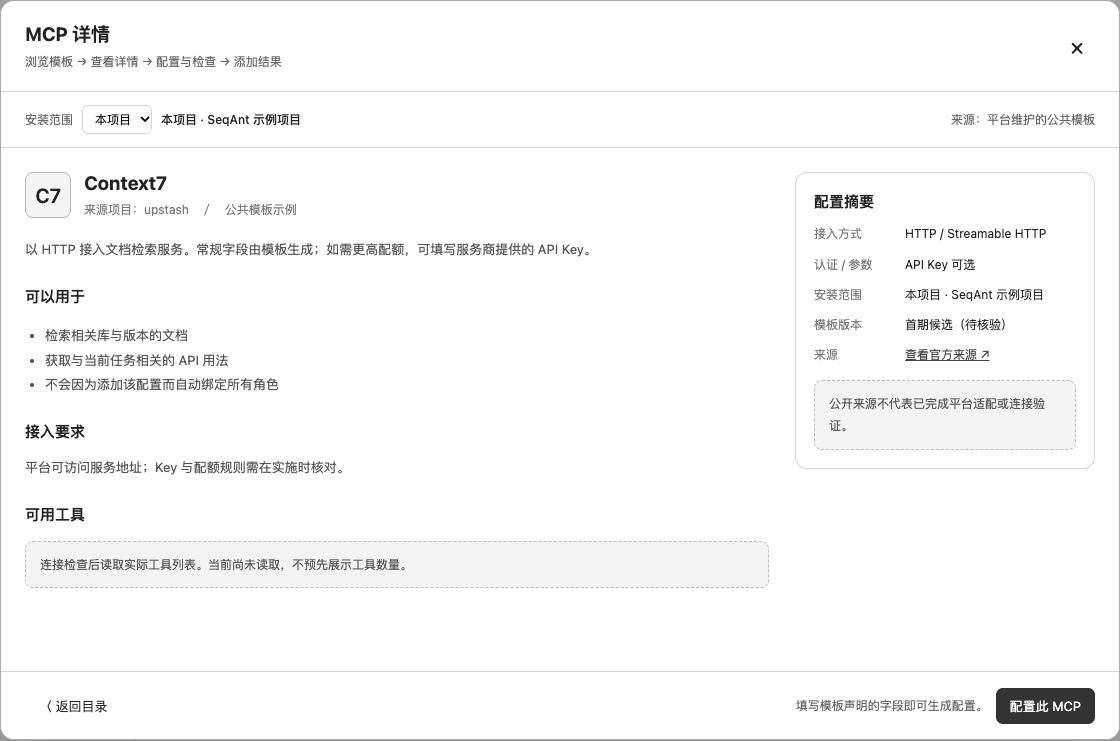 MCP 详情
浏览模板 → 查看详情 → 配置与检查 → 添加结果
安装范围 本项目 本项目 · SeqAnt 示例项目 来源：平台维护的公共模板
C7
Context7
来源项目：upstash / 公共模板示例
以 HTTP 接入文档检索服务。常规字段由模板生成；如需更高配额，可填写服务商提供的 API Key。
可以用于
• 检索相关库与版本的文档
• 获取与当前任务相关的 API 用法
• 不会因为添加该配置而自动绑定所有角色
接入要求
平台可访问服务地址；Key 与配额规则需在实施时核对。
可用工具
连接检查后读取实际工具列表。当前尚未读取，不预先展示工具数量。
配置摘要
接入方式 HTTP / Streamable HTTP
认证 / 参数 API Key 可选
安装范围 本项目 · SeqAnt 示例项目
模板版本 首期候选（待核验）
来源 查看官方来源 ↗
公开来源不代表已完成平台适配或连接验
证。
〈 返回目录
填写模板声明的字段即可生成配置。 配置此 MCP